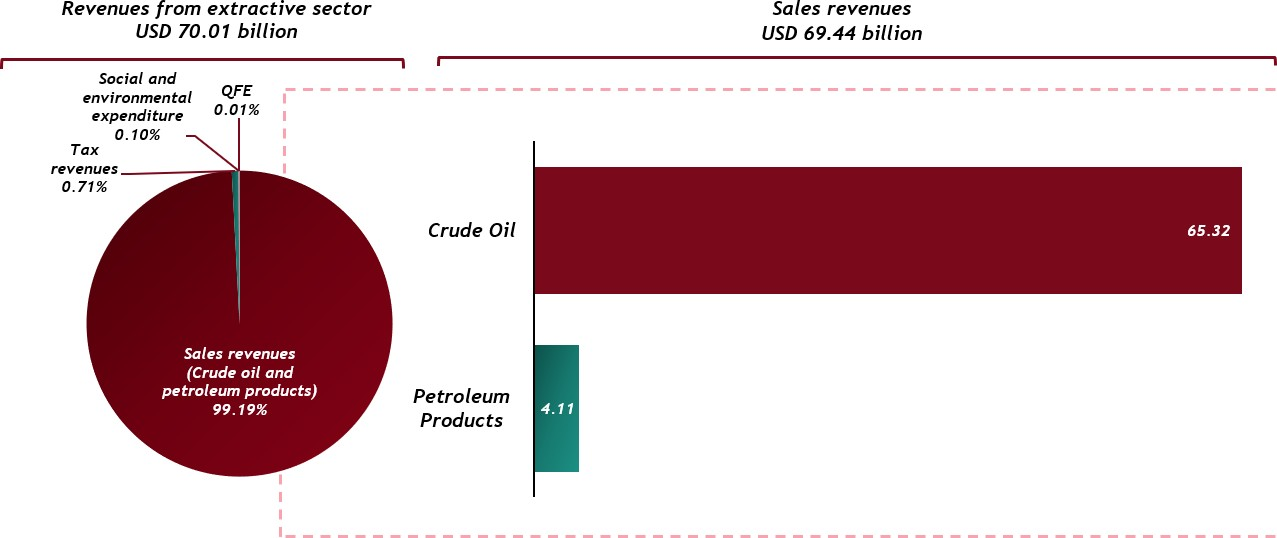 Revenues from extractive sector
USD 70.01 billion
Sales revenues
USD 69.44 billion
Social and
environmental
expenditure
0.10%
QFE
0.01%
Tax
revenues
0.71%
Sales revenues
(Crude oil and
petroleum products)
99.19%
Crude Oil
65.32
Petroleum
Products
4.11